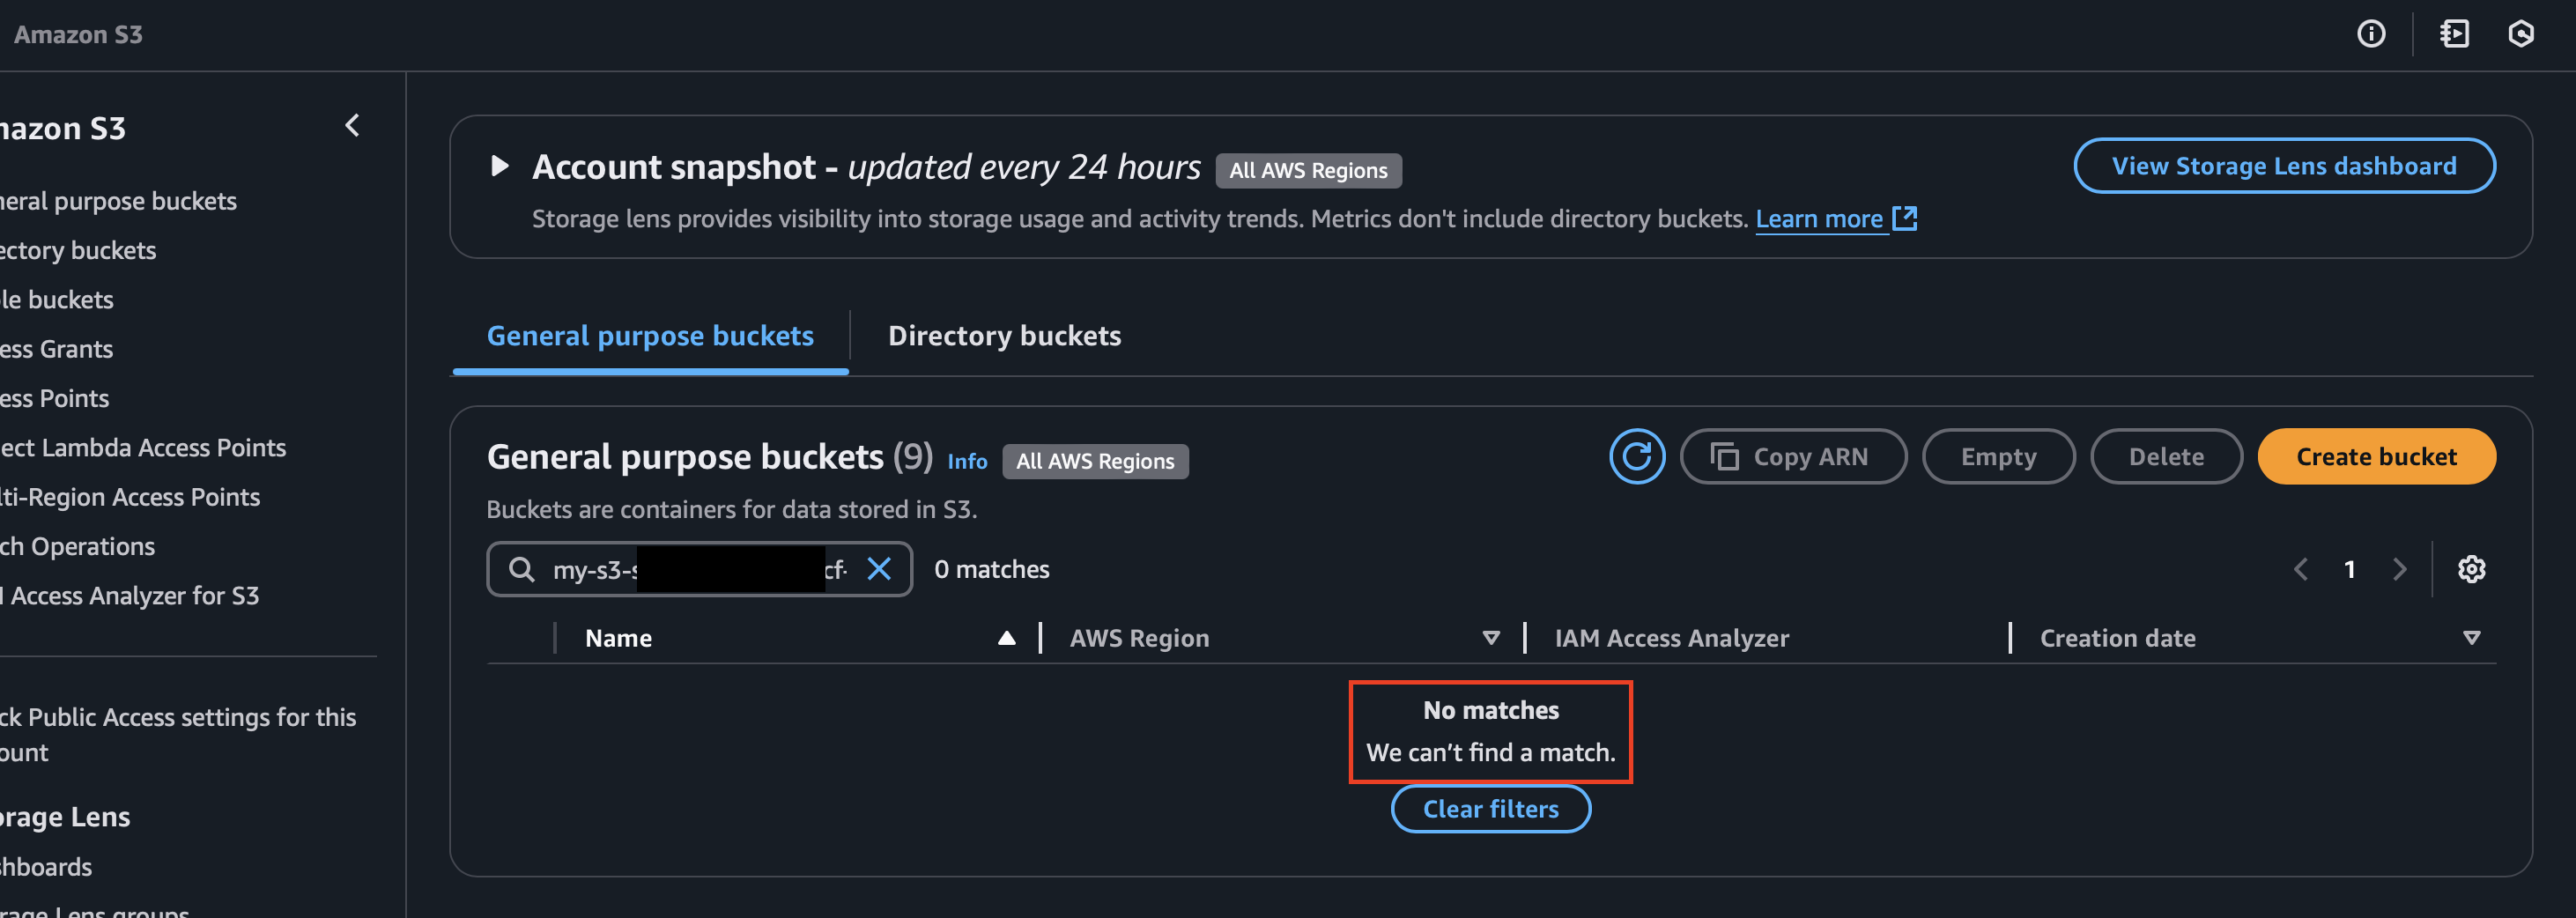 Amazon S3
mazon S3
neral purpose buckets
ectory buckets
le buckets
ess Grants
ess Points
ject Lambda Access Points
lti-Region Access Points
ch Operations
Access Analyzer for S3
ck Public Access settings for this
ount
orage Lens
shboards
rage Lens groups
Account snapshot - updated every 24 hours All AWS Regions
View Storage Lens dashboard
Storage lens provides visibility into storage usage and activity trends. Metrics don't include directory buckets. Learn more
General purpose buckets
Directory buckets
General purpose buckets (9) Info All AWS Regions
Copy ARN
Empty
Delete
Create bucket
Buckets are containers for data stored in S3.
my-s3-s cf-
0 matches
1
Name
AWS Region
IAM Access Analyzer
Creation date
No matches
We can't find a match.
Clear filters